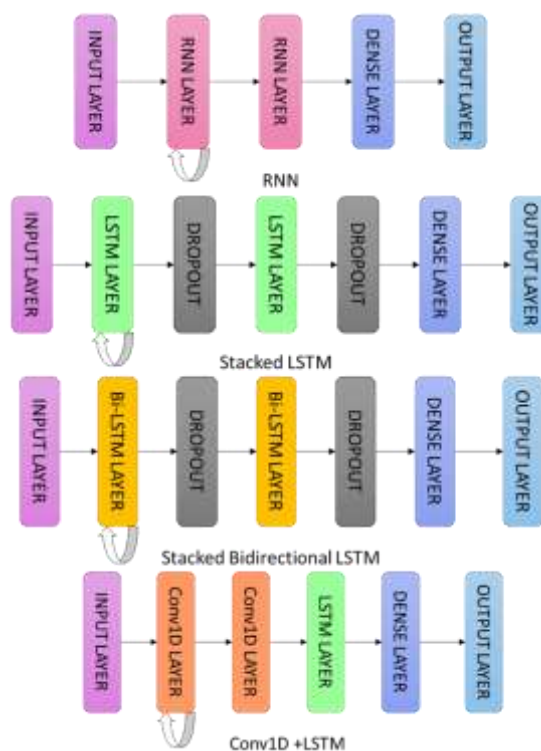 INPUT LAYER
RNN LAYER
RNN LAYER
DENSE LAYER
OUTPUT LAYER
RNN
INPUT LAYER
LSTM LAYER
DROPOUT
LSTM LAYER
DROPOUT
DENSE LAYER
OUTPUT LAYER
Stacked LSTM
INPUT LAYER
Bi-LSTM LAYER
DROPOUT
Bi-LSTM LAYER
DROPOUT
DENSE LAYER
OUTPUT LAYER
Stacked Bidirectional LSTM
INPUT LAYER
Conv1D LAYER
Conv1D LAYER
LSTM LAYER
DENSE LAYER
OUTPUT LAYER
Conv1D +LSTM